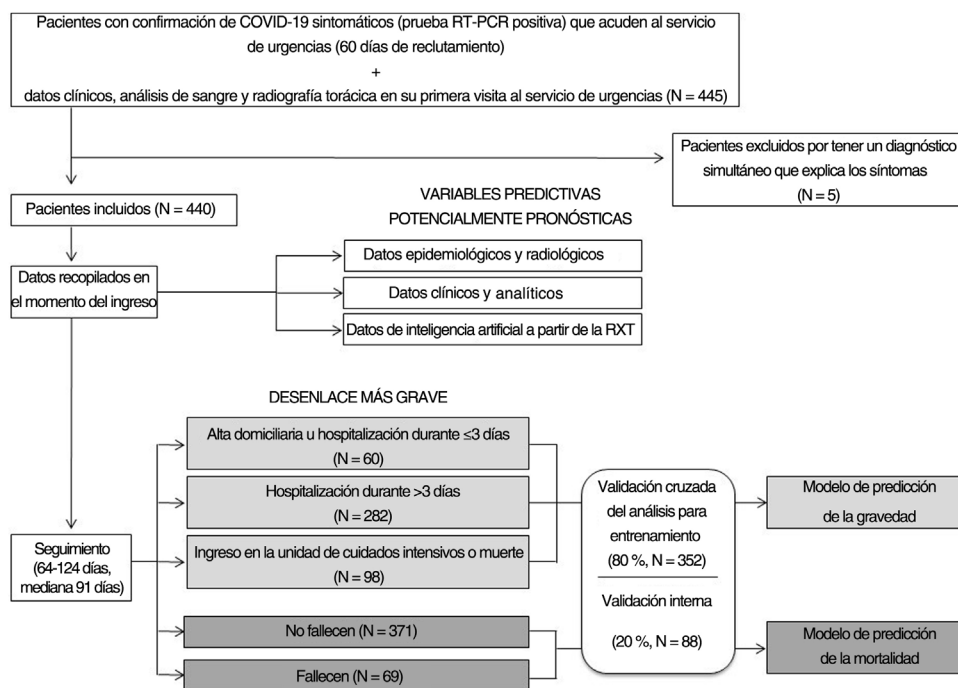 Pacientes con confirmación de COVID-19 sintomáticos (prueba RT-PCR positiva) que acuden al servicio
de urgencias (60 días de reclutamiento)
+
datos clínicos, análisis de sangre y radiografía torácica en su primera visita al servicio de urgencias (N = 445)
Pacientes excluidos por tener un diagnóstico
simultáneo que explica los síntomas
(N = 5)
Pacientes incluidos (N = 440)
VARIABLES PREDICTIVAS
POTENCIALMENTE PRONÓSTICAS
Datos recopilados en
el momento del ingreso
Datos epidemiológicos y radiológicos
Datos clínicos y analíticos
Datos de inteligencia artificial a partir de la RXT
DESENLACE MÁS GRAVE
Alta domiciliaria u hospitalización durante ≤3 días
(N = 60)
Hospitalización durante >3 días
(N = 282)
Ingreso en la unidad de cuidados intensivos o muerte
(N = 98)
Seguimiento
(64-124 días,
mediana 91 días)
No fallecen (N = 371)
Fallecen (N = 69)
Validación cruzada
del análisis para
entrenamiento
(80 %, N = 352)
Validación interna
(20 %, N = 88)
Modelo de predicción
de la gravedad
Modelo de predicción
de la mortalidad